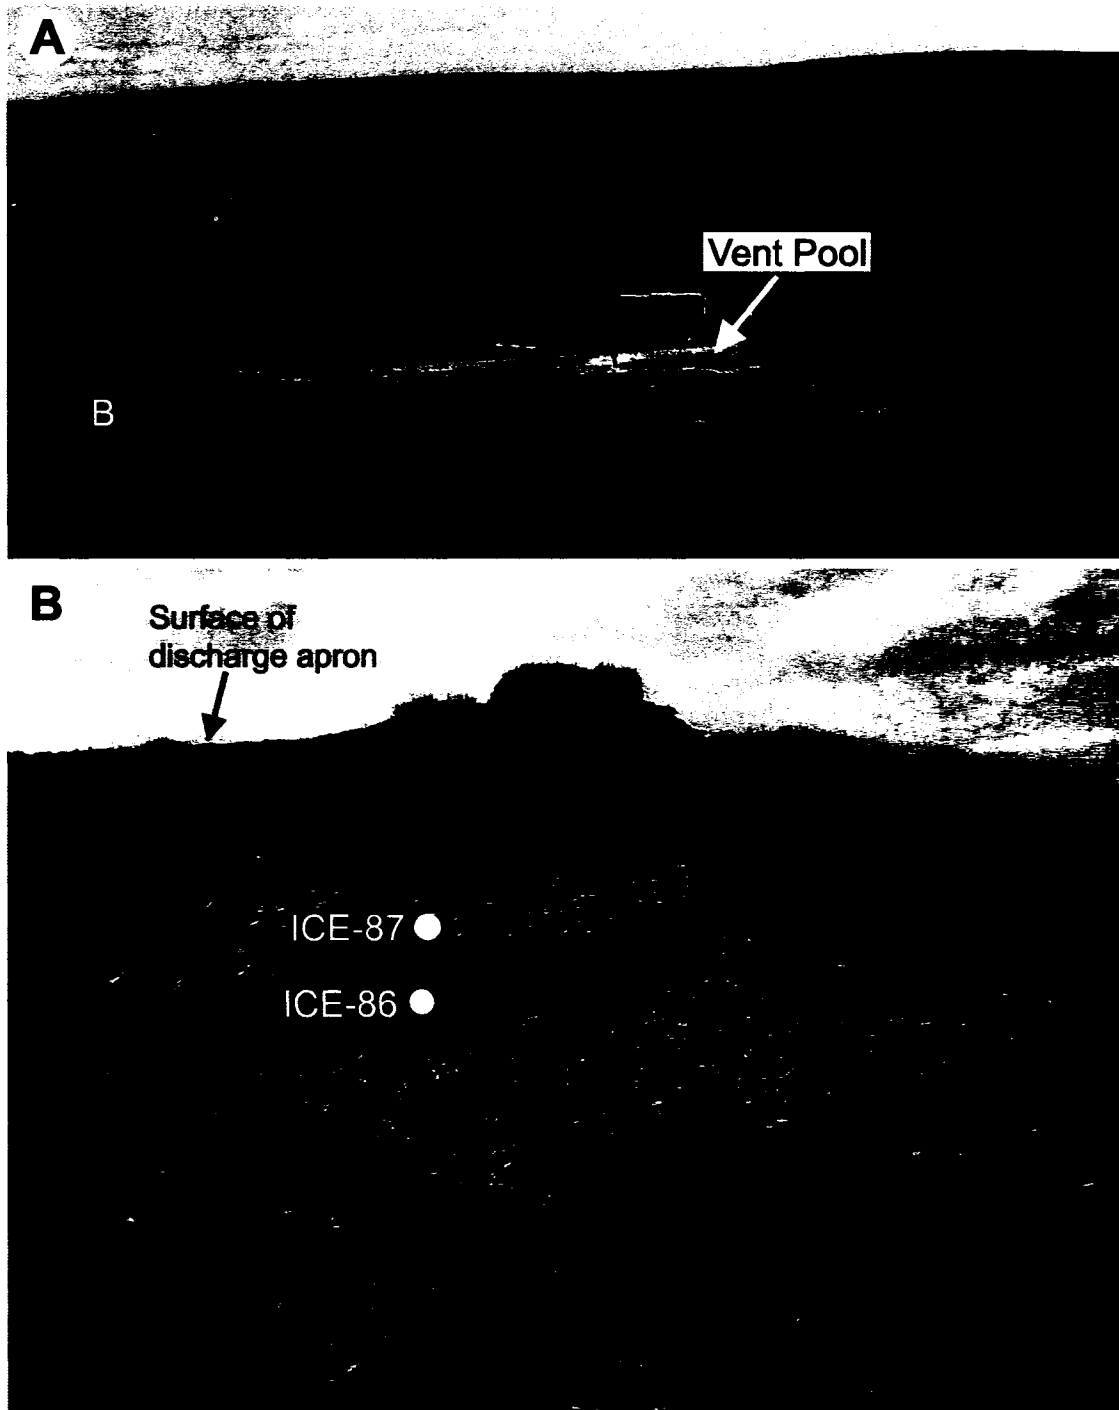 A
Vent Pool
B
B
Surface of
discharge apron
ICE-87
ICE-86